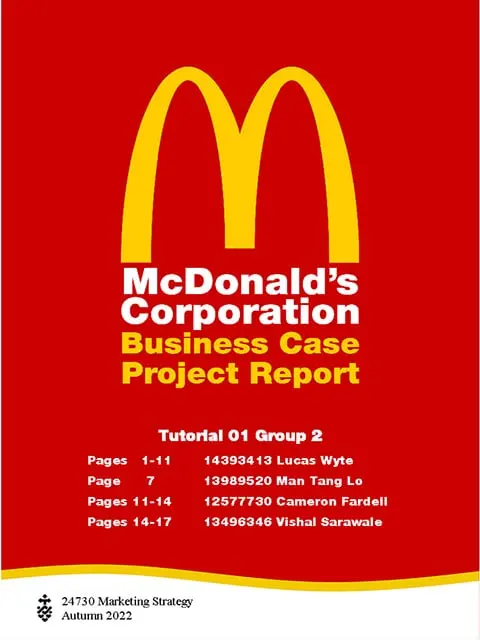 McDonald's
Corporation
Business Case
Project Report
Tutorial 01 Group 2
Pages 1-11 14393413 Lucas Wyte
Page 7 13989520 Man Tang Lo
Pages 11-14 12577730 Cameron Fardell
Pages 14-17 13496346 Vishal Sarawale
24730 Marketing Strategy
Autumn 2022